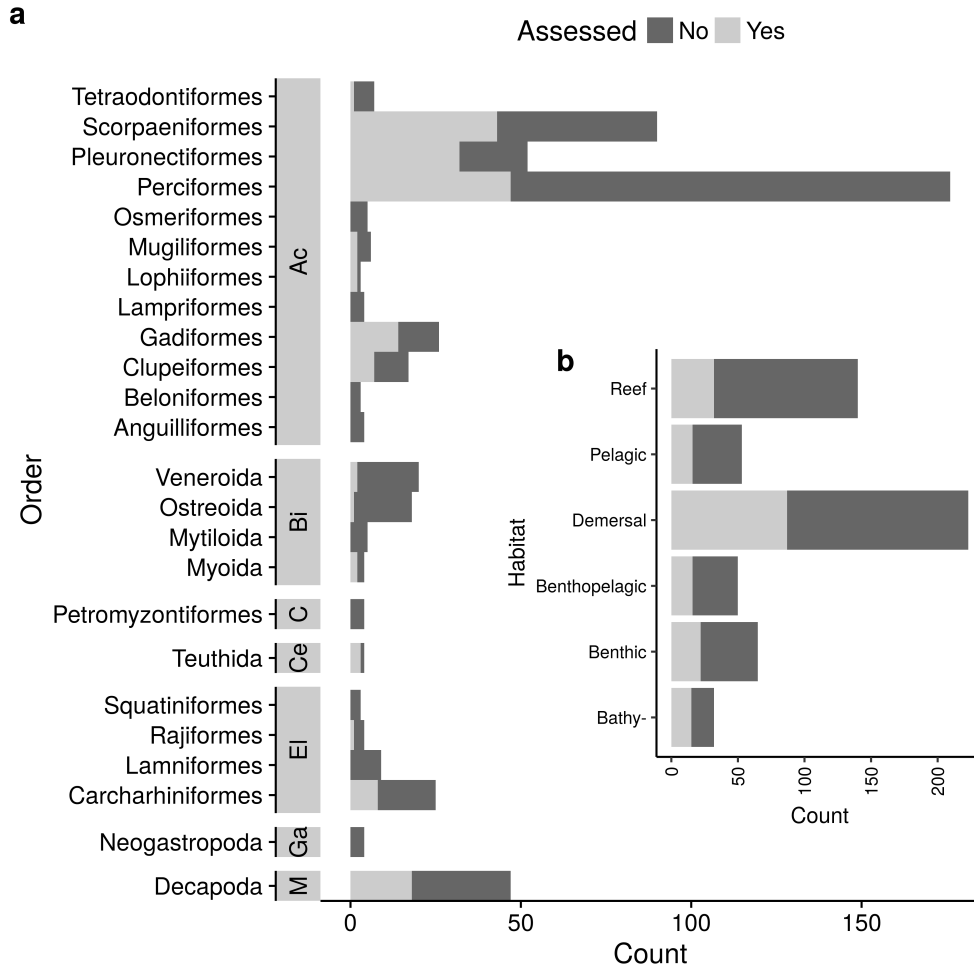 a
Assessed No Yes
Order
Tetraodontiformes
Scorpaeniformes
Pleuronectiformes
Perciformes
Osmeriformes
Mugiliformes
Lophiiformes
Lampriformes
Gadiformes
Clupeiformes
Beloniformes
Anguilliformes
Ac
Veneroida
Ostreoida
Mytiloida
Myoida
Bi
Petromyzontiformes
C
Teuthida
Ce
Squatiniformes
Rajiformes
Lamniformes
Carcharhiniformes
El
Neogastropoda
Ga
Decapoda
M
0 50 100 150
Count
b
Habitat
Reef
Pelagic
Demersal
Benthopelagic
Benthic
Bathy-
0 50 100 150 200
Count